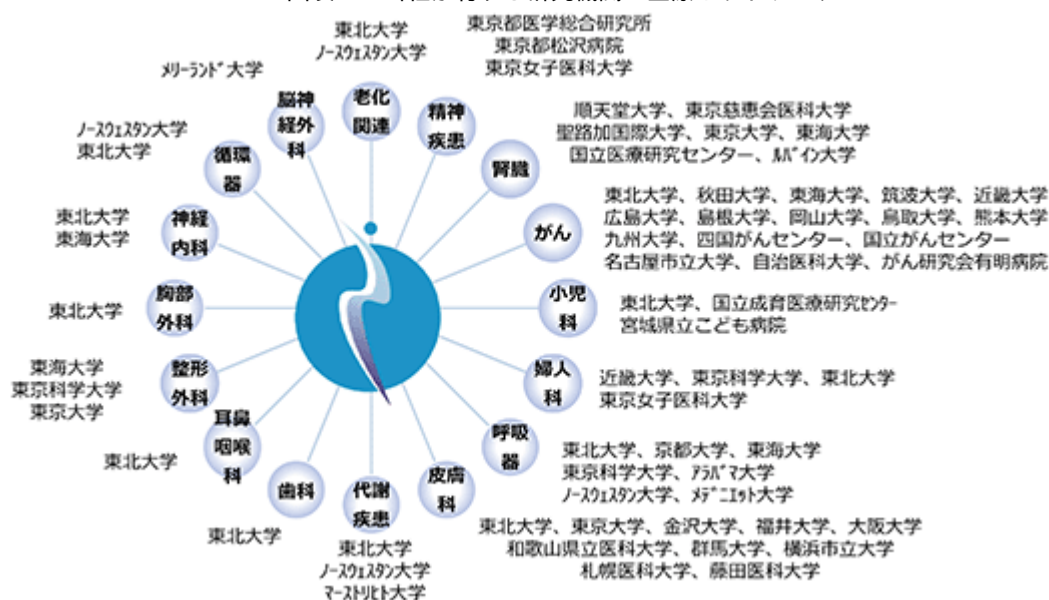 東北大学
ﾉｰｽｳｪｽﾀﾝ大学
老化
関連
東京都医学総合研究所
東京都松沢病院
東京女子医科大学
精神
疾患
順天堂大学、東京慈恵会医科大学
聖路加国際大学、東京大学、東海大学
国立医療研究センター、ﾙﾊﾞｲﾝ大学
腎臓
東北大学、秋田大学、東海大学、筑波大学、近畿大学
広島大学、島根大学、岡山大学、鳥取大学、熊本大学
九州大学、四国がんセンター、国立がんセンター
名古屋市立大学、自治医科大学、がん研究会有明病院
がん
東北大学、国立成育医療研究ｾﾝﾀｰ
宮城県立こども病院
小児
科
近畿大学、東京科学大学、東北大学
東京女子医科大学
婦人
科
東北大学、京都大学、東海大学
東京科学大学、ｱﾗﾊﾞﾏ大学
ﾉｰｽｳｪｽﾀﾝ大学、ﾒﾃﾞﾆｴｯﾄ大学
呼吸
器
東北大学、東京大学、金沢大学、福井大学、大阪大学
和歌山県立医科大学、群馬大学、横浜市立大学
札幌医科大学、藤田医科大学
皮膚
科
代謝
疾患
東北大学
ﾉｰｽｳｪｽﾀﾝ大学
ﾏｰｽﾄﾘﾋﾄ大学
歯科
東北大学
耳鼻
咽喉
科
東北大学
整形
外科
東海大学
東京科学大学
東京大学
胸部
外科
東北大学
神経
内科
東北大学
東海大学
循環
器
ﾉｰｽｳｪｽﾀﾝ大学
東北大学
脳神
経外
科
ﾒﾘｰﾗﾝﾄﾞ大学